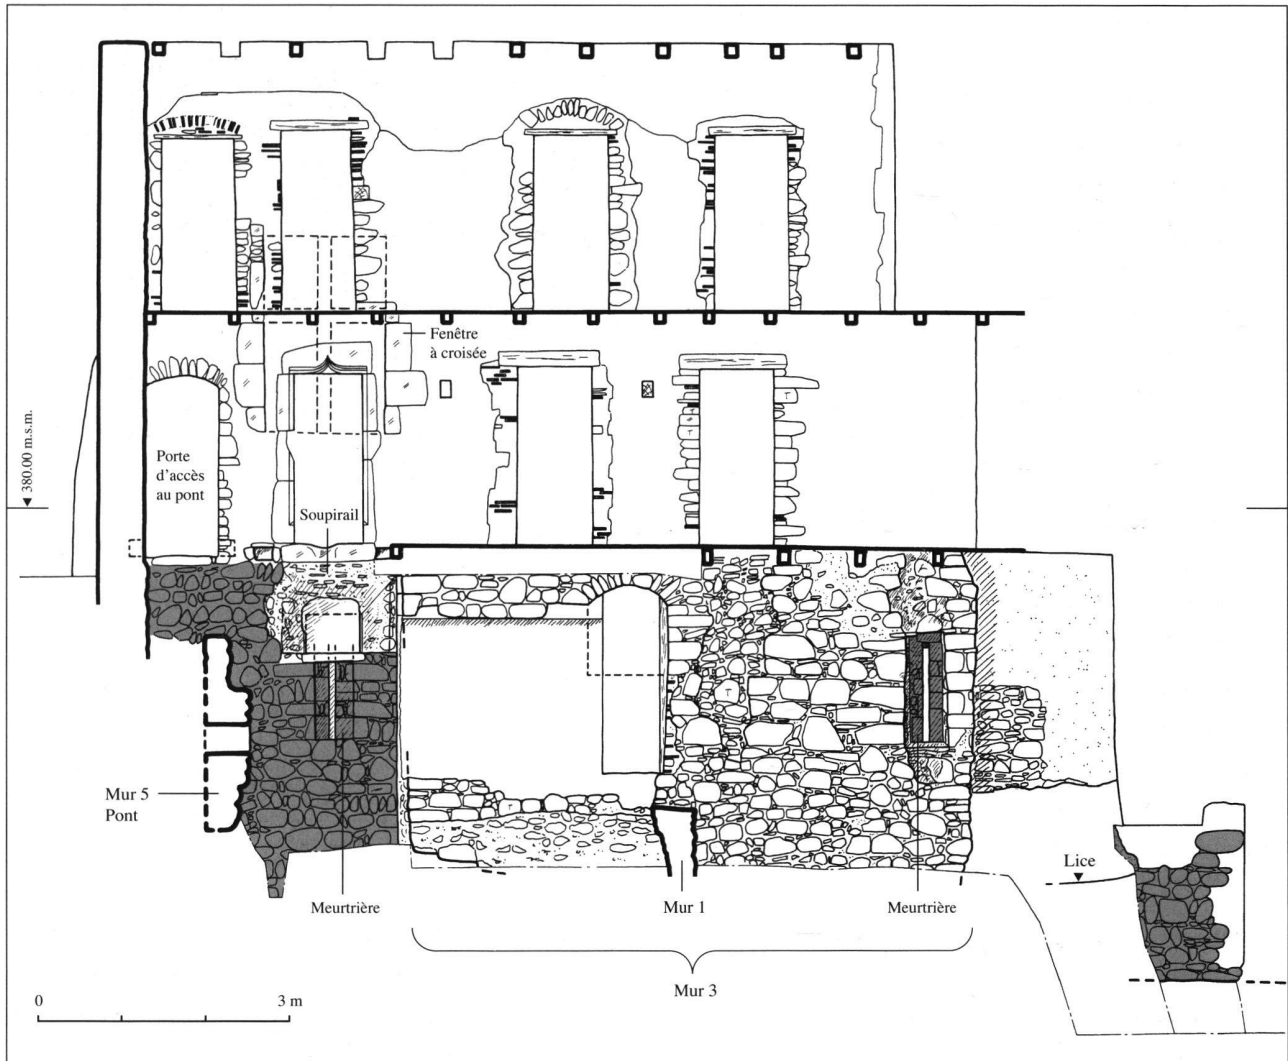 Fenêtre
à croisée
380.00 m.s.m.
Porte
d'accès
au pont
Soupirail
Mur 5
Pont
Lice
Meurtrière
Mur 1
Meurtrière
Mur 3
0
3 m